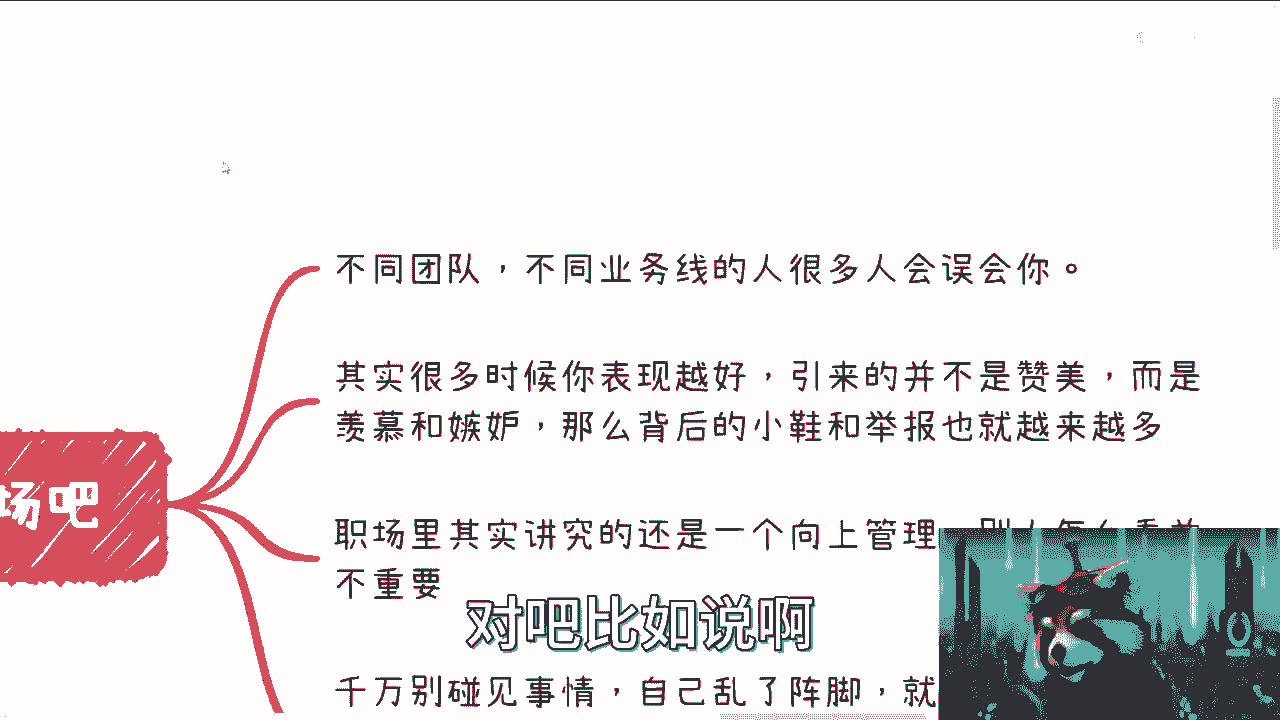 不同团队，不同业务线的人很多人会误会你。
其实很多时候你表现越好，引来的并不是赞美，而是
羡慕和嫉妒，那么背后的小鞋和举报也就越来越多
场吧
职场里其实讲究的还是一个向上管理
不重要
对吧比如说啊
千万别碰见事情，自己乱了阵脚，就